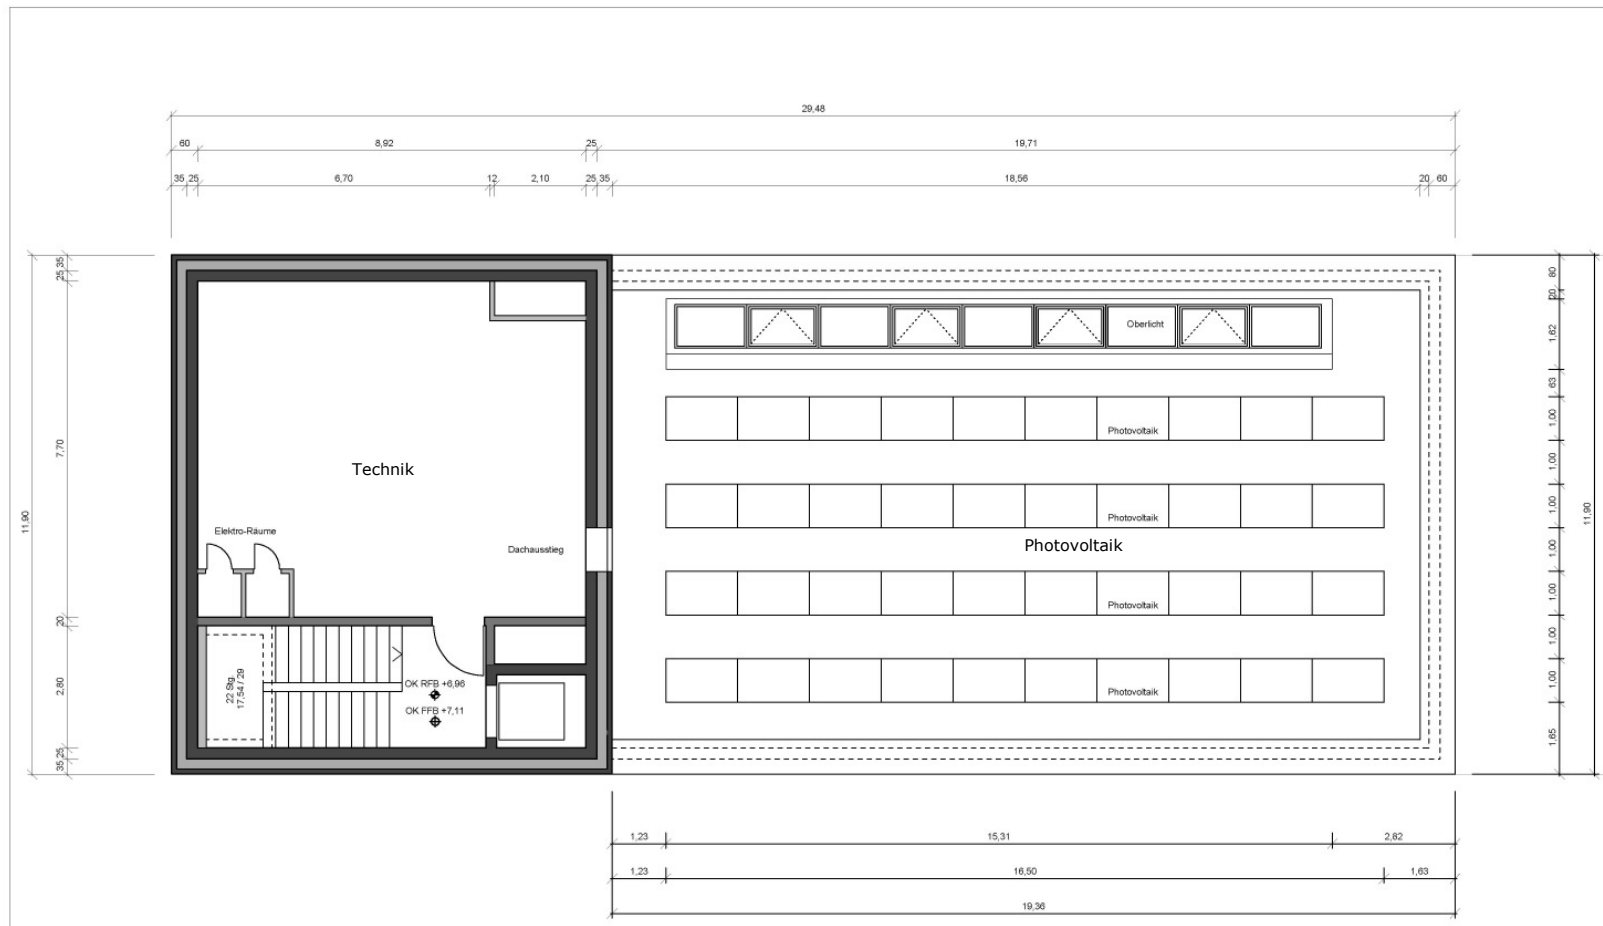 29,48
60 8,92 25 19,71
35 25 6,70 12 2,10 25 35 18,56 20 60
35
25
7,70
11,90
20
2,80
25
35
80
20
1,62
63
1,00
1,00
1,00
1,00
1,00
1,00
1,00
1,65
11,90
Oberlicht
Photovoltaik
Technik
Photovoltaik
Elektro-Räume
Dachausstieg
Photovoltaik
Photovoltaik
22 Stg.
17,54 / 29
OK RFB +6,96
OK FFB +7,11
Photovoltaik
1,23 15,31 2,82
1,23 16,50 1,63
19,36